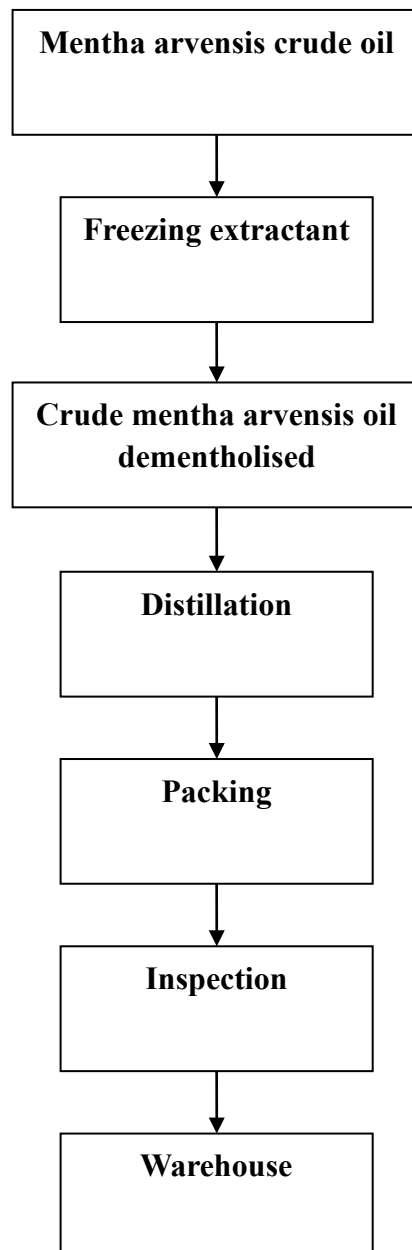 Mentha arvensis crude oil
Freezing extractant
Crude mentha arvensis oil
dementholised
Distillation
Packing
Inspection
Warehouse